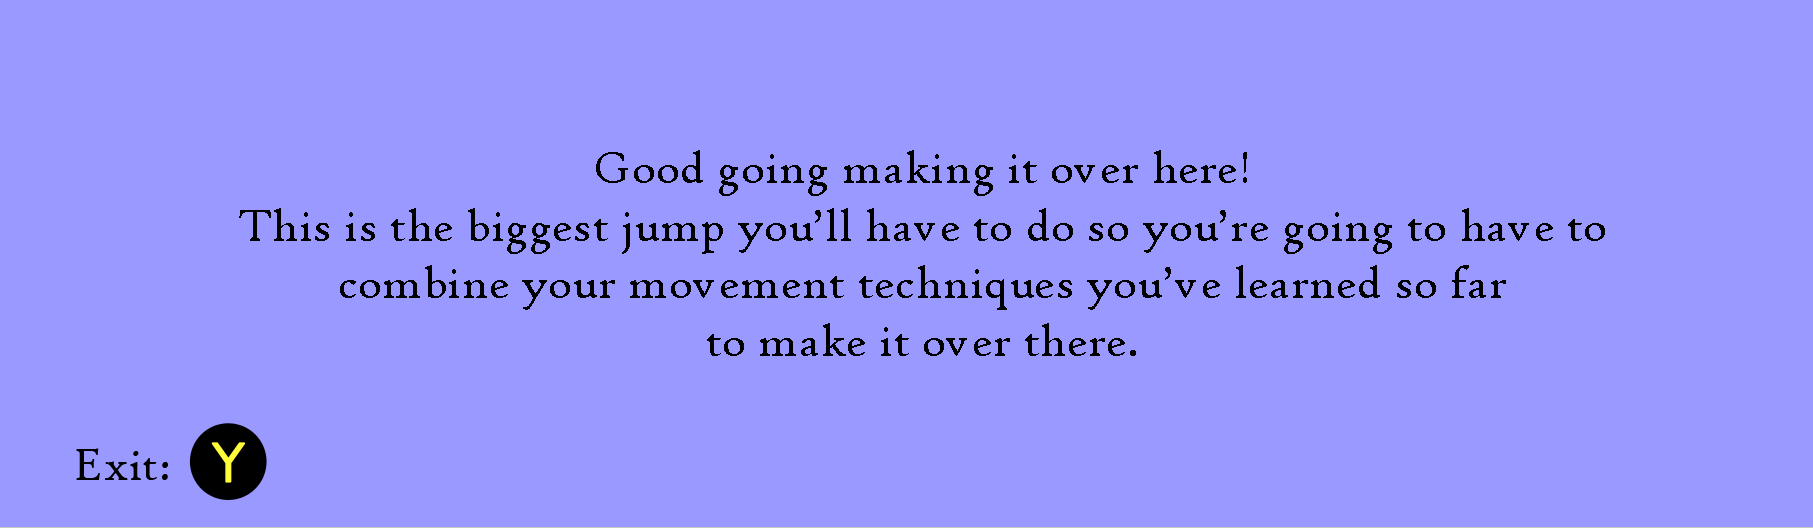 Good going making it over here!
This is the biggest jump you’ll have to do so you’re going to have to
combine your movement techniques you’ve learned so far
to make it over there.
Exit: Y